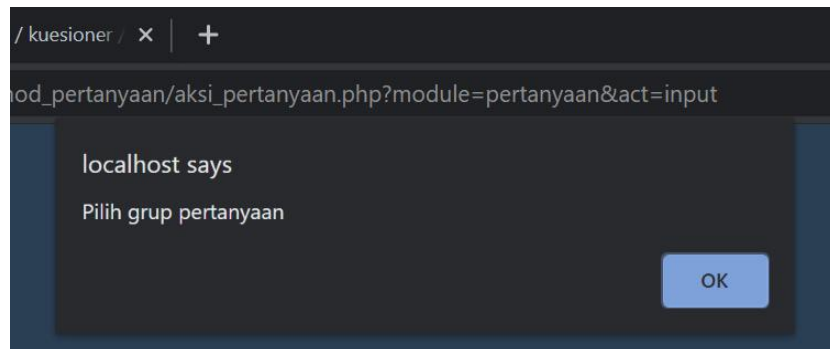 / kuesioner /
od_pertanyaan/aksi_pertanyaan.php?module=pertanyaan&act=input
localhost says
Pilih grup pertanyaan
OK